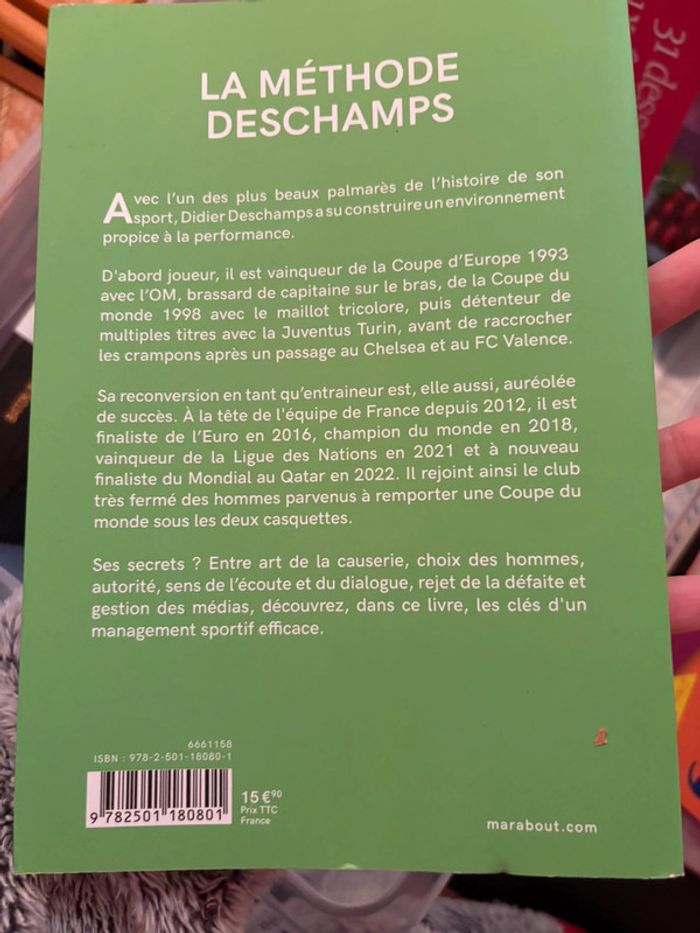 LA MÉTHODE
DESCHAMPS
Avec l'un des plus beaux palmarès de l'histoire de son
sport, Didier Deschamps a su construire un environnement
propice à la performance.
D'abord joueur, il est vainqueur de la Coupe d'Europe 1993
avec l'OM, brassard de capitaine sur le bras, de la Coupe du
monde 1998 avec le maillot tricolore, puis détenteur de
multiples titres avec la Juventus Turin, avant de raccrocher
les crampons après un passage au Chelsea et au FC Valence.
Sa reconversion en tant qu'entraineur est, elle aussi, auréolée
de succès. À la tête de l'équipe de France depuis 2012, il est
finaliste de l'Euro en 2016, champion du monde en 2018,
vainqueur de la Ligue des Nations en 2021 et à nouveau
finaliste du Mondial au Qatar en 2022. Il rejoint ainsi le club
très fermé des hommes parvenus à remporter une Coupe du
monde sous les deux casquettes.
Ses secrets ? Entre art de la causerie, choix des hommes,
autorité, sens de l'écoute et du dialogue, rejet de la défaite et
gestion des médias, découvrez, dans ce livre, les clés d'un
management sportif efficace.
6661158
ISBN : 978-2-501-18080-1
9 782501 180801
15 €90
Prix TTC
France
marabout.com
31